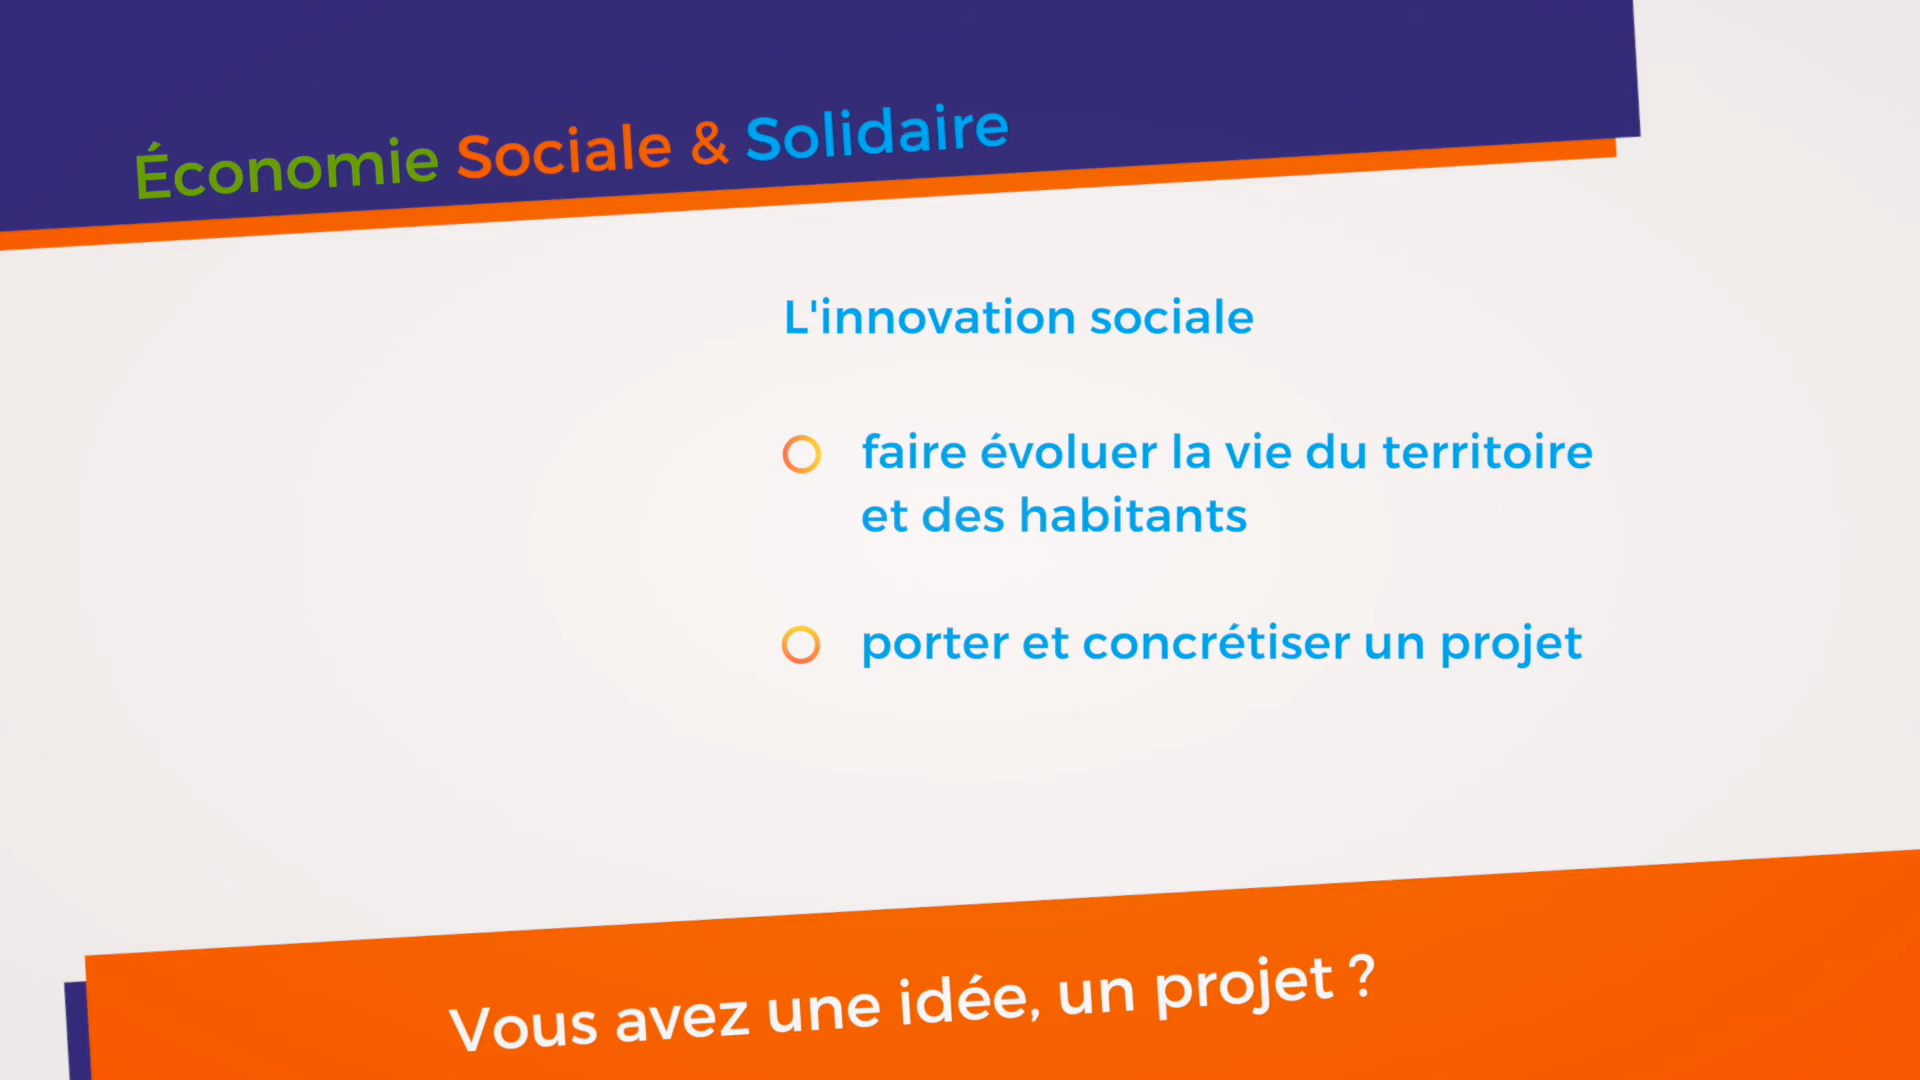 Économie Sociale & Solidaire
L'innovation sociale
faire évoluer la vie du territoire
et des habitants
porter et concrétiser un projet
Vous avez une idée, un projet ?